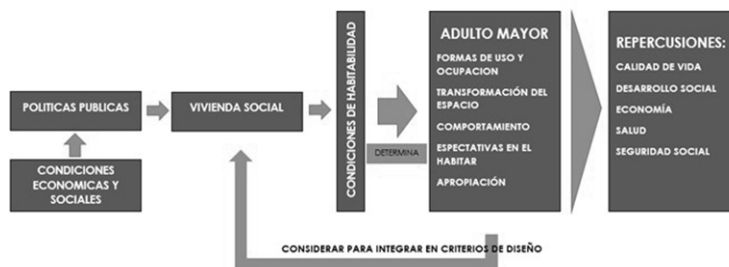 POLITICAS PUBLICAS
CONDICIONES
ECONOMICAS Y
SOCIALES
VIVIENDA SOCIAL
CONDICIONES DE HABITABILIDAD
DETERMINA
ADULTO MAYOR
FORMAS DE USO Y
OCUPACION
TRANSFORMACIÓN DEL
ESPACIO
COMPORTAMIENTO
ESPECTATIVAS EN EL
HABITAR
APROPIACIÓN
REPERCUSIONES:
CALIDAD DE VIDA
DESARROLLO SOCIAL
ECONOMÍA
SALUD
SEGURIDAD SOCIAL
CONSIDERAR PARA INTEGRAR EN CRITERIOS DE DISEÑO